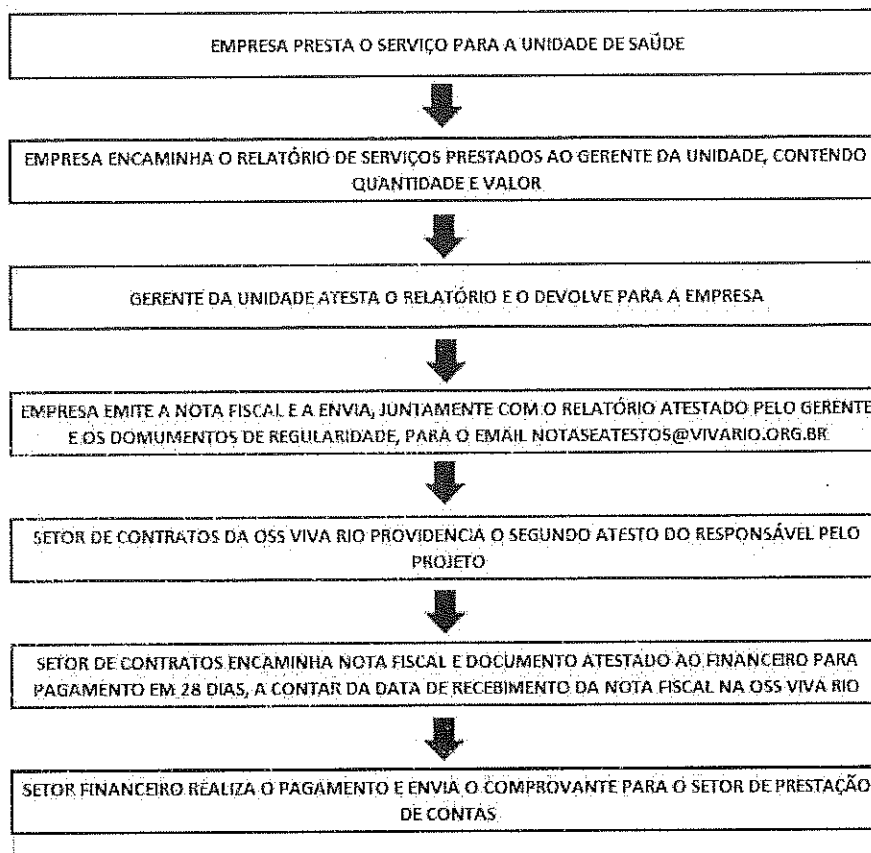 EMPRESA PRESTA O SERVIÇO PARA A UNIDADE DE SAÚDE
EMPRESA ENCAMINHA O RELATÓRIO DE SERVIÇOS PRESTADOS AO GERENTE DA UNIDADE, CONTENDO
QUANTIDADE E VALOR
GERENTE DA UNIDADE ATESTA O RELATÓRIO E O DEVOLVE PARA A EMPRESA
EMPRESA EMITE A NOTA FISCAL E A ENVIA, JUNTAMENTE COM O RELATÓRIO ATESTADO PELO GERENTE
E OS DOMUMENTOS DE REGULARIDADE, PARA O EMAIL NOTASEATESTOS@VIVARIO.ORG.BR
SETOR DE CONTRATOS DA OSS VIVA RIO PROVIDENCIA O SEGUNDO ATESTO DO RESPONSÁVEL PELO
PROJETO
SETOR DE CONTRATOS ENCAMINHA NOTA FISCAL E DOCUMENTO ATESTADO AO FINANCEIRO PARA
PAGAMENTO EM 28 DIAS, A CONTAR DA DATA DE RECEBIMENTO DA NOTA FISCAL NA OSS VIVA RIO
SETOR FINANCEIRO REALIZA O PAGAMENTO E ENVIA O COMPROVANTE PARA O SETOR DE PRESTAÇÃO
DE CONTAS